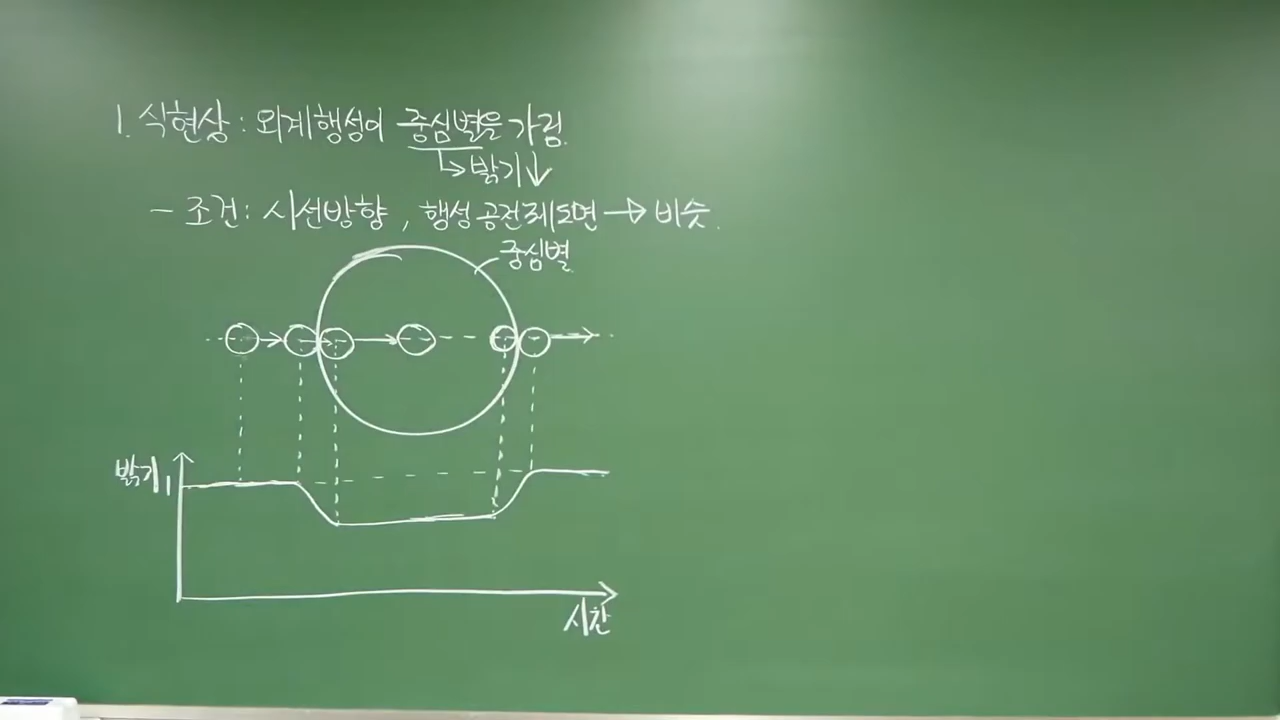 1. 식현상 : 외계행성이 중심별을 가림.
↳ 밝기↓
- 조건 : 시선방향, 행성 공전궤도면 → 비슷.
중심별
밝기 1
시간